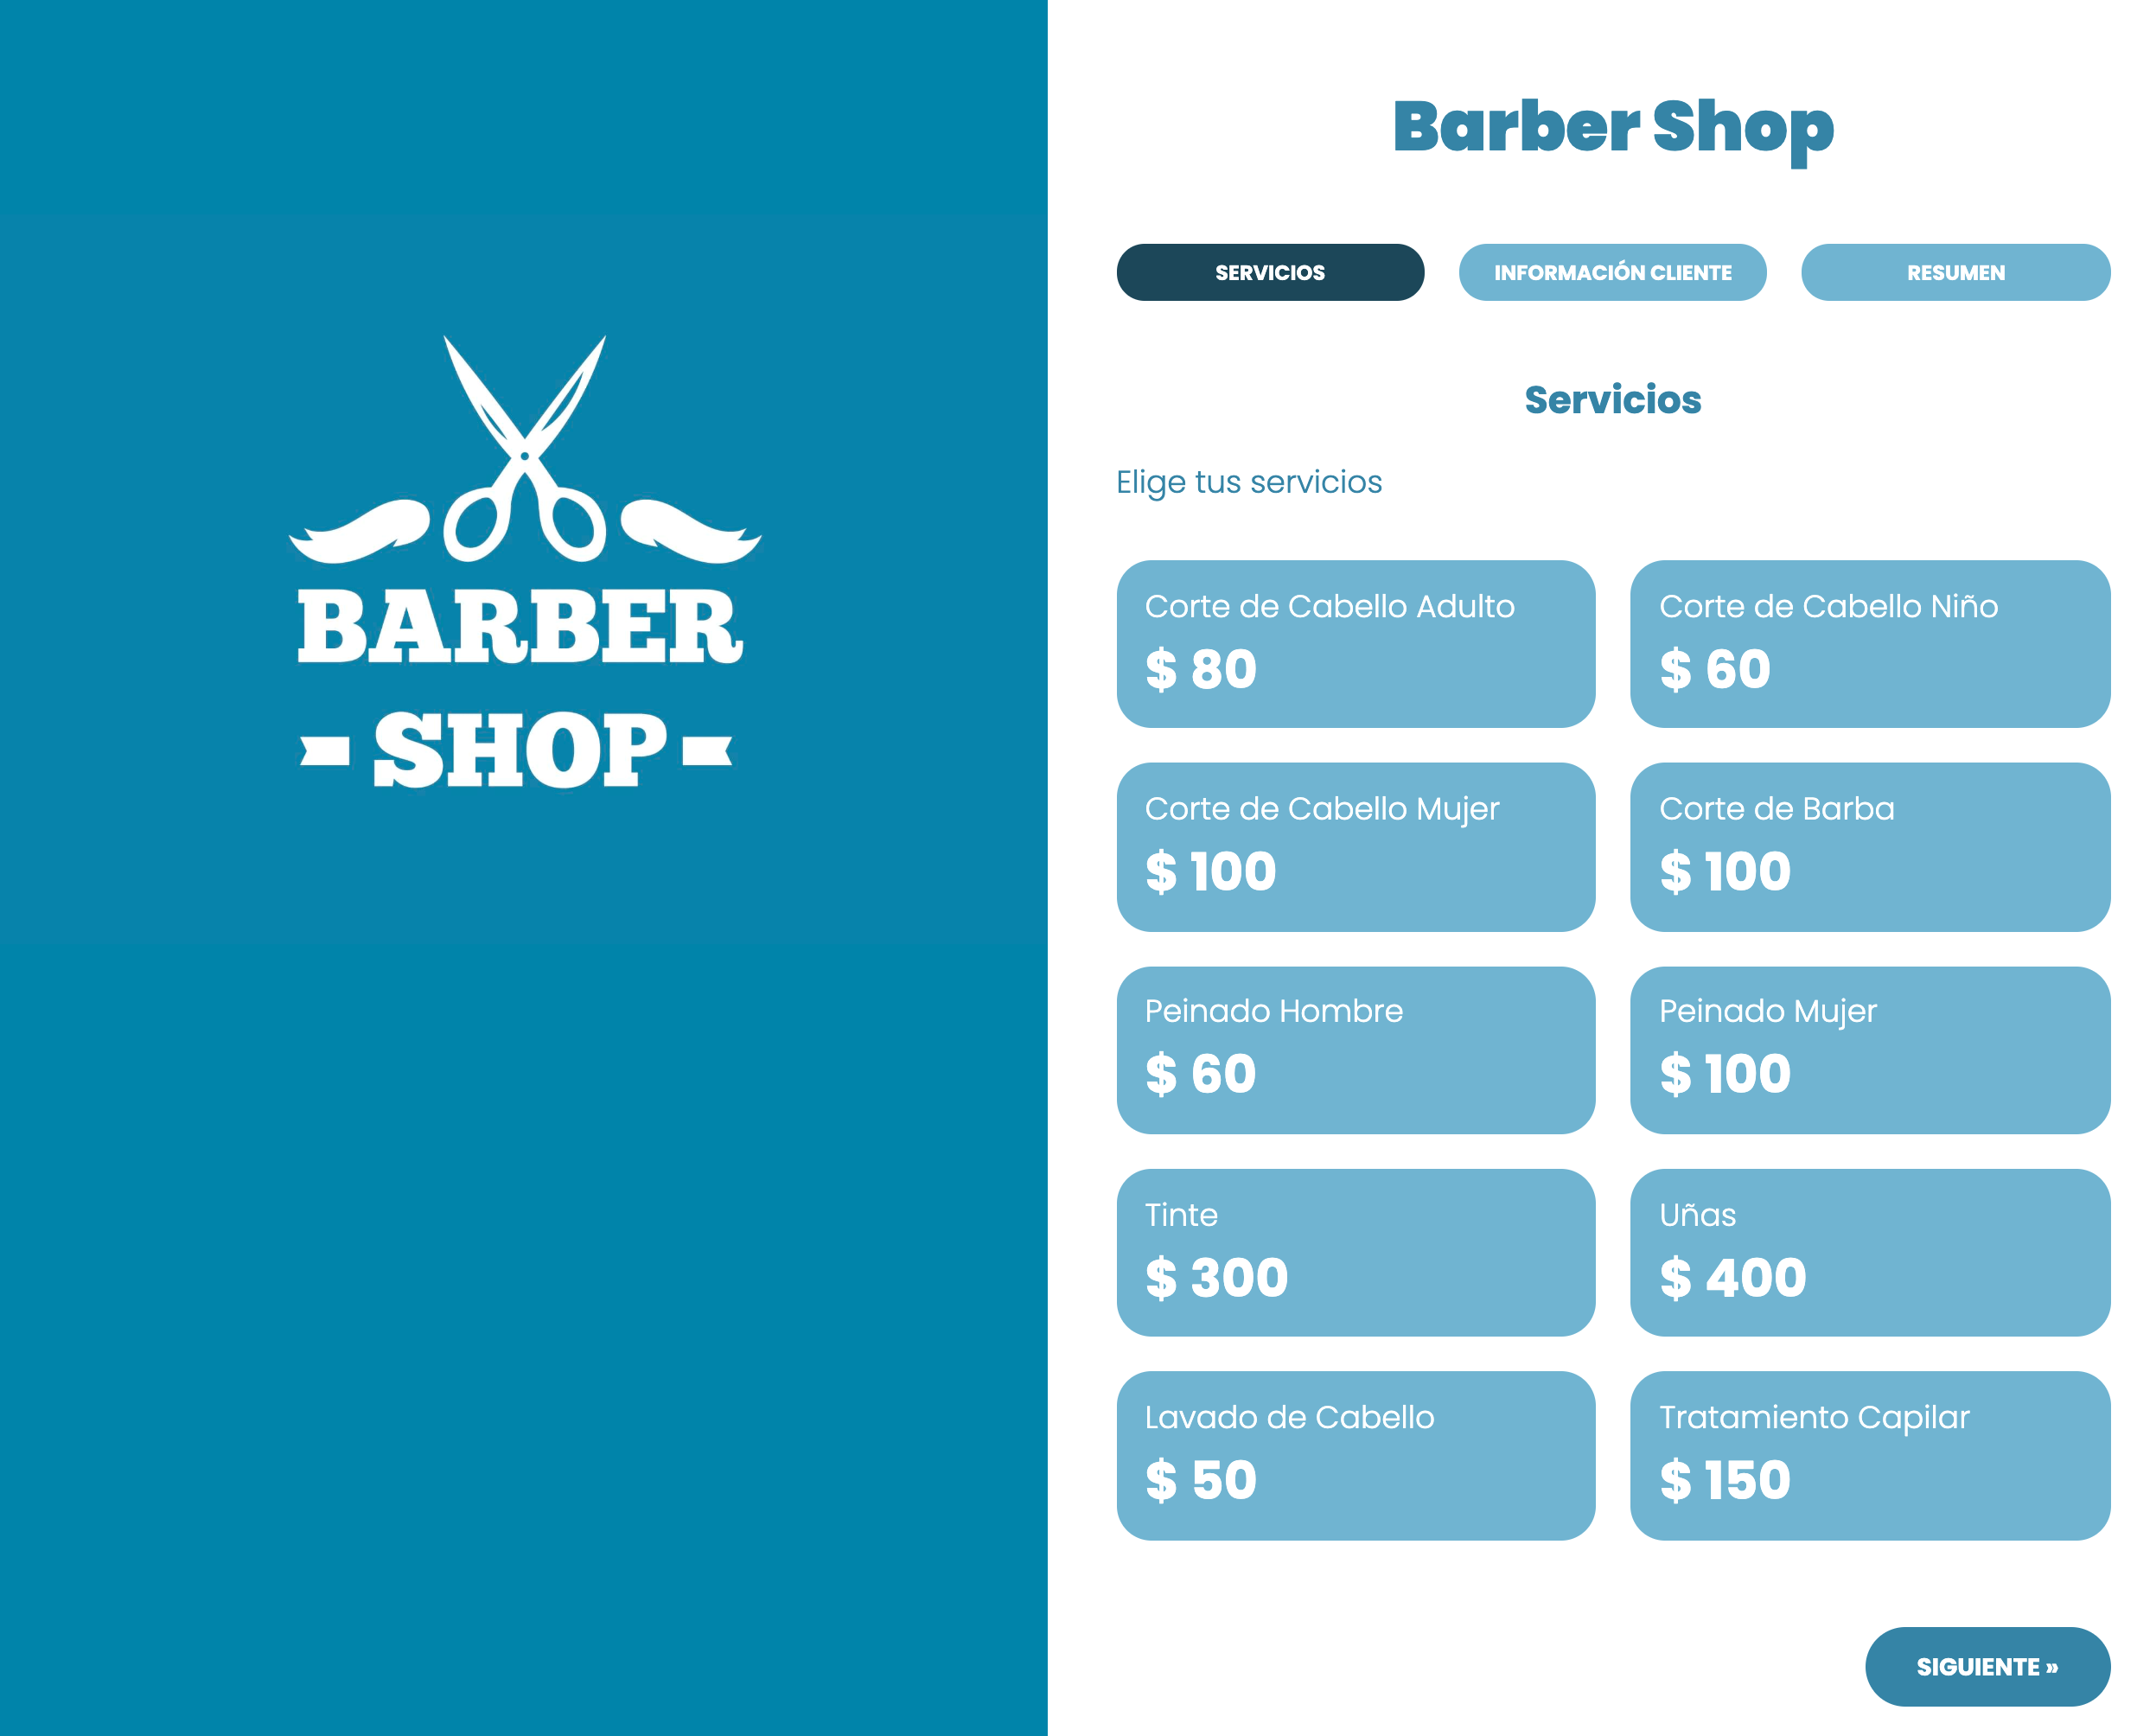 BARBER
SHOP
Barber Shop
SERVICIOS
INFORMACIÓN CLIENTE
RESUMEN
Servicios
Elige tus servicios
Corte de Cabello Adulto
$ 80
Corte de Cabello Niño
$ 60
Corte de Cabello Mujer
$ 100
Corte de Barba
$ 100
Peinado Hombre
$ 60
Peinado Mujer
$ 100
Tinte
$ 300
Uñas
$ 400
Lavado de Cabello
$ 50
Tratamiento Capilar
$ 150
SIGUIENTE »